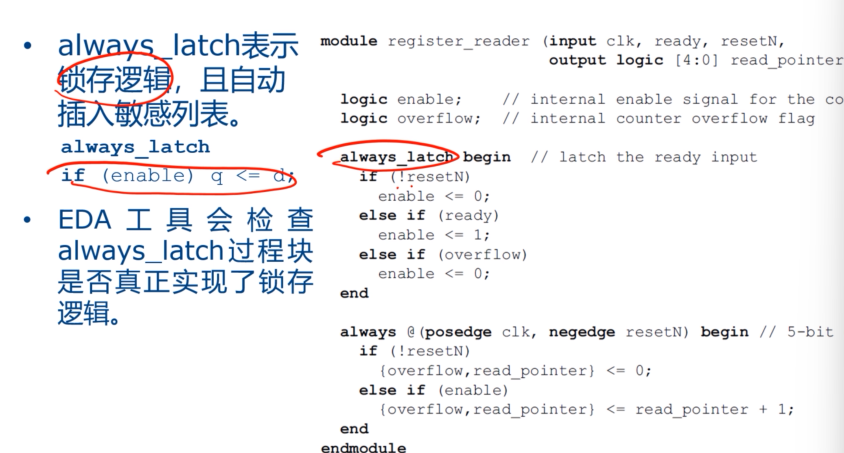 • always_latch表示
锁存逻辑，且自动
插入敏感列表。
always_latch
if (enable) q <= d;
• EDA工具会检查
always_latch过程块
是否真正实现了锁存
逻辑。
module register_reader (input clk, ready, resetN,
output logic [4:0] read_pointer
logic enable; // internal enable signal for the co
logic overflow; // internal counter overflow flag
always_latch begin // latch the ready input
if (!resetN)
enable <= 0;
else if (ready)
enable <= 1;
else if (overflow)
enable <= 0;
end
always @(posedge clk, negedge resetN) begin // 5-bit
if (!resetN)
{overflow,read_pointer} <= 0;
else if (enable)
{overflow,read_pointer} <= read_pointer + 1;
end
endmodule